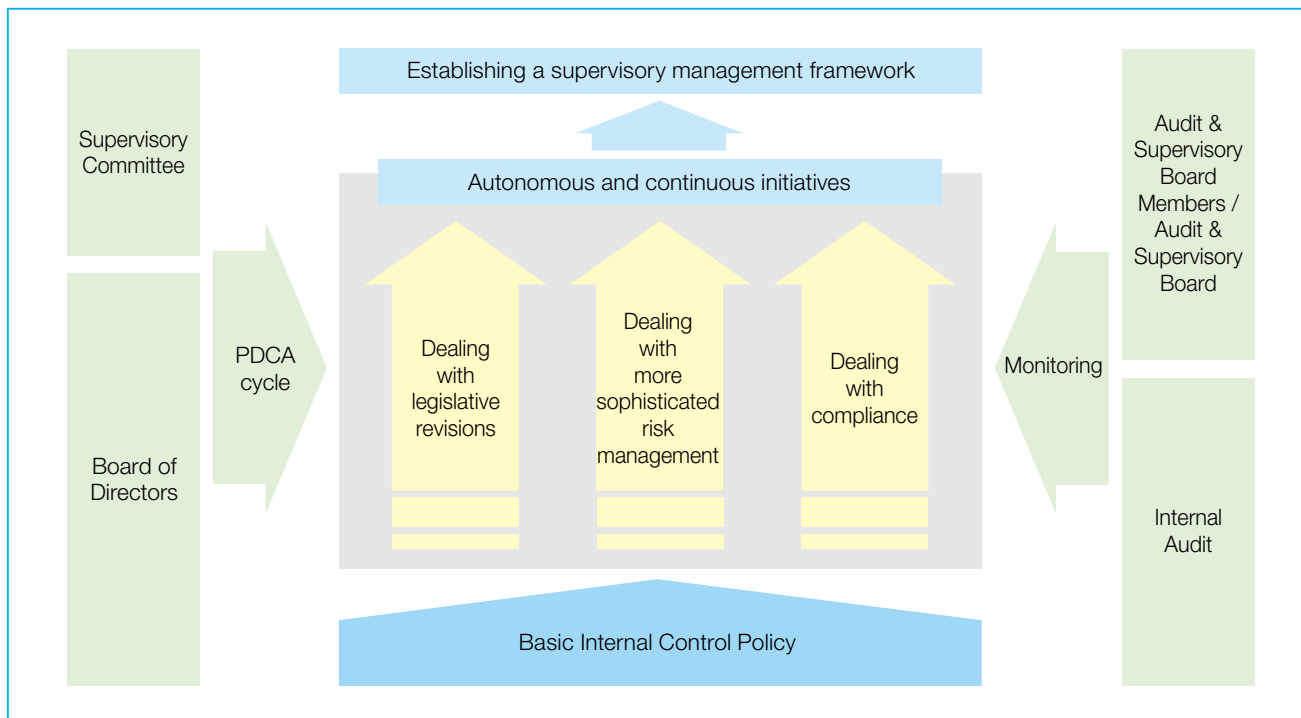 Establishing a supervisory management framework
Supervisory
Committee
Board of
Directors
PDCA
cycle
Autonomous and continuous initiatives
Dealing
with
legislative
revisions
Dealing
with
more
sophisticated
risk
management
Dealing
with
compliance
Basic Internal Control Policy
Monitoring
Audit &
Supervisory
Board
Members /
Audit &
Supervisory
Board
Internal
Audit